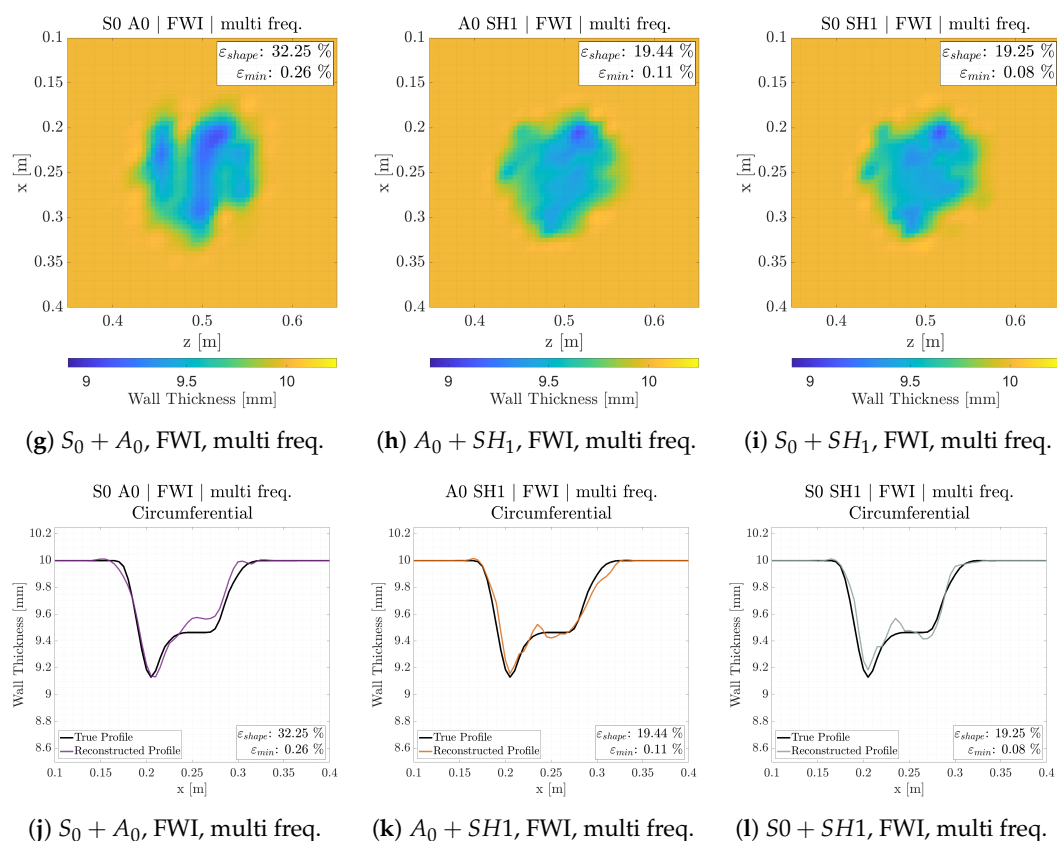 S0 A0 | FWI | multi freq.
ε_shape: 32.25 %
ε_min: 0.26 %
0.1
0.15
0.2
0.25
0.3
0.35
0.4
x [m]
0.4 0.5 0.6
z [m]
9 9.5 10
Wall Thickness [mm]
(g) S₀ + A₀, FWI, multi freq.
A0 SH1 | FWI | multi freq.
ε_shape: 19.44 %
ε_min: 0.11 %
0.1
0.15
0.2
0.25
0.3
0.35
0.4
x [m]
0.4 0.5 0.6
z [m]
9 9.5 10
Wall Thickness [mm]
(h) A₀ + SH₁, FWI, multi freq.
S0 SH1 | FWI | multi freq.
ε_shape: 19.25 %
ε_min: 0.08 %
0.1
0.15
0.2
0.25
0.3
0.35
0.4
x [m]
0.4 0.5 0.6
z [m]
9 9.5 10
Wall Thickness [mm]
(i) S₀ + SH₁, FWI, multi freq.
S0 A0 | FWI | multi freq.
Circumferential
10.2
10
9.8
9.6
9.4
9.2
9
8.8
8.6
Wall Thickness [mm]
True Profile
Reconstructed Profile
ε_shape: 32.25 %
ε_min: 0.26 %
0.1 0.15 0.2 0.25 0.3 0.35 0.4
x [m]
(j) S₀ + A₀, FWI, multi freq.
A0 SH1 | FWI | multi freq.
Circumferential
10.2
10
9.8
9.6
9.4
9.2
9
8.8
8.6
Wall Thickness [mm]
True Profile
Reconstructed Profile
ε_shape: 19.44 %
ε_min: 0.11 %
0.1 0.15 0.2 0.25 0.3 0.35 0.4
x [m]
(k) A₀ + SH1, FWI, multi freq.
S0 SH1 | FWI | multi freq.
Circumferential
10.2
10
9.8
9.6
9.4
9.2
9
8.8
8.6
Wall Thickness [mm]
True Profile
Reconstructed Profile
ε_shape: 19.25 %
ε_min: 0.08 %
0.1 0.15 0.2 0.25 0.3 0.35 0.4
x [m]
(l) S0 + SH1, FWI, multi freq.